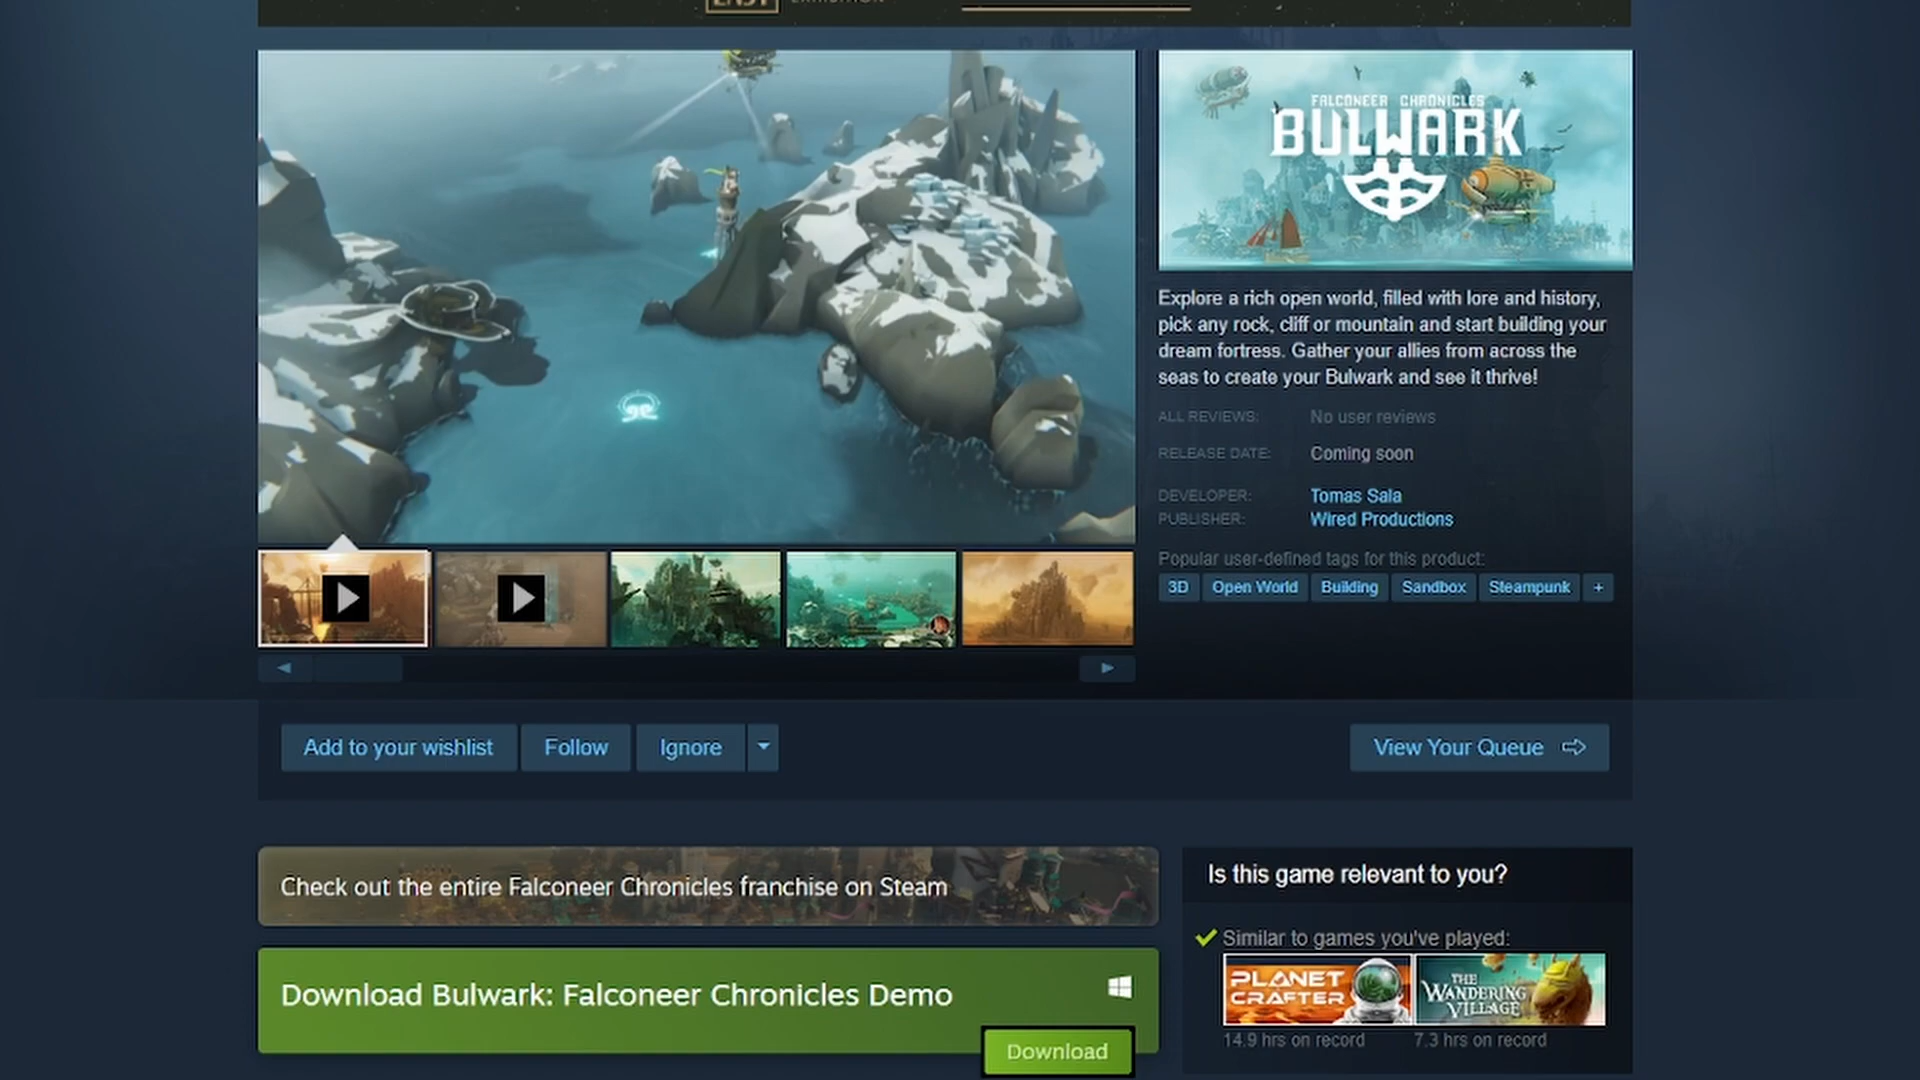 EAST EXHIBITION
FALCONEER CHRONICLES
BULWARK
Explore a rich open world, filled with lore and history,
pick any rock, cliff or mountain and start building your
dream fortress. Gather your allies from across the
seas to create your Bulwark and see it thrive!
ALL REVIEWS: No user reviews
RELEASE DATE: Coming soon
DEVELOPER: Tomas Sala
PUBLISHER: Wired Productions
Popular user-defined tags for this product:
3D Open World Building Sandbox Steampunk +
Add to your wishlist Follow Ignore View Your Queue
Check out the entire Falconeer Chronicles franchise on Steam
Download Bulwark: Falconeer Chronicles Demo
Download
Is this game relevant to you?
Similar to games you've played:
PLANET
CRAFTER
THE
WANDERING
VILLAGE
14.9 hrs on record 7.3 hrs on record